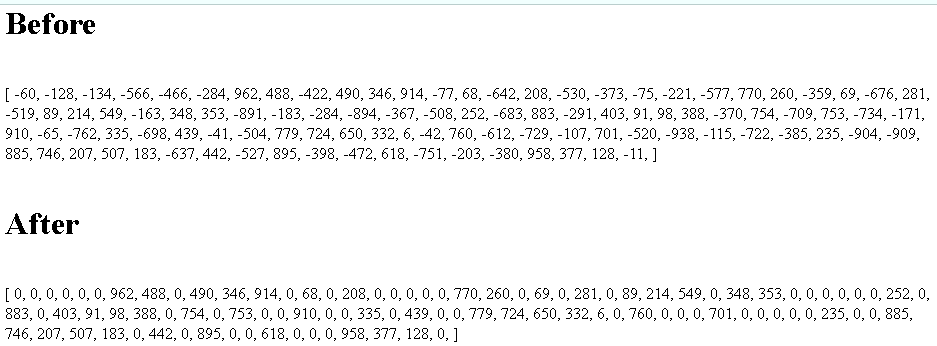 Before
[ -60, -128, -134, -566, -466, -284, 962, 488, -422, 490, 346, 914, -77, 68, -642, 208, -530, -373, -75, -221, -577, 770, 260, -359, 69, -676, 281,
-519, 89, 214, 549, -163, 348, 353, -891, -183, -284, -894, -367, -508, 252, -683, 883, -291, 403, 91, 98, 388, -370, 754, -709, 753, -734, -171,
910, -65, -762, 335, -698, 439, -41, -504, 779, 724, 650, 332, 6, -42, 760, -612, -729, -107, 701, -520, -938, -115, -722, -385, 235, -904, -909,
885, 746, 207, 507, 183, -637, 442, -527, 895, -398, -472, 618, -751, -203, -380, 958, 377, 128, -11, ]
After
[ 0, 0, 0, 0, 0, 0, 962, 488, 0, 490, 346, 914, 0, 68, 0, 208, 0, 0, 0, 0, 0, 770, 260, 0, 69, 0, 281, 0, 89, 214, 549, 0, 348, 353, 0, 0, 0, 0, 0, 0, 252, 0,
883, 0, 403, 91, 98, 388, 0, 754, 0, 753, 0, 0, 910, 0, 0, 335, 0, 439, 0, 0, 779, 724, 650, 332, 6, 0, 760, 0, 0, 0, 701, 0, 0, 0, 0, 0, 235, 0, 0, 885,
746, 207, 507, 183, 0, 442, 0, 895, 0, 0, 618, 0, 0, 0, 958, 377, 128, 0, ]